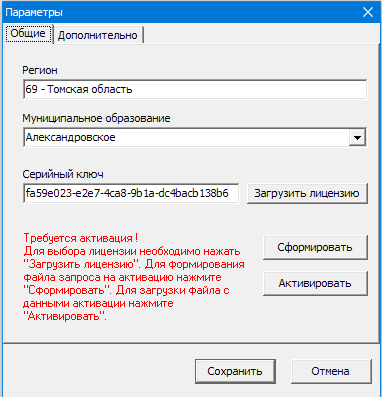 Параметры
Общие
Дополнительно
Регион
69 - Томская область
Муниципальное образование
Александровское
Серийный ключ
fa59e023-e2e7-4ca8-9b1a-dc4bacb138b6
Загрузить лицензию
Требуется активация !
Для выбора лицензии необходимо нажать
"Загрузить лицензию". Для формирования
файла запроса на активацию нажмите
"Сформировать". Для загрузки файла с
данными активации нажмите
"Активировать".
Сформировать
Активировать
Сохранить
Отмена